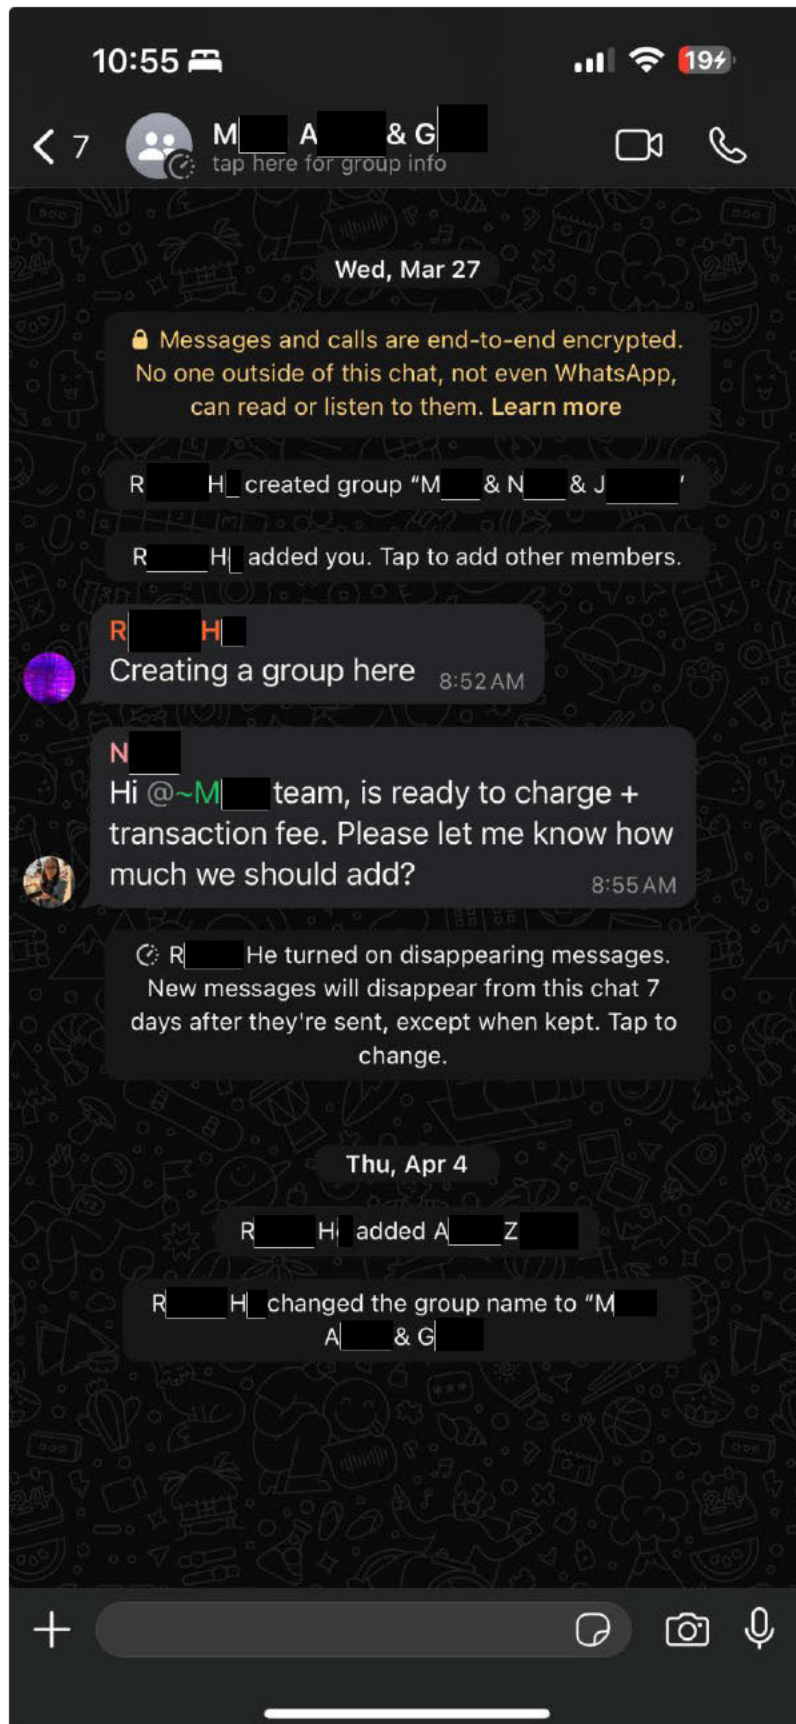 10:55
19
7
M A & G
tap here for group info
Wed, Mar 27
Messages and calls are end-to-end encrypted.
No one outside of this chat, not even WhatsApp,
can read or listen to them. Learn more
R H created group “M & N & J "
R H added you. Tap to add other members.
R H
Creating a group here 8:52 AM
N
Hi @~M team, is ready to charge +
transaction fee. Please let me know how
much we should add? 8:55 AM
R He turned on disappearing messages.
New messages will disappear from this chat 7
days after they're sent, except when kept. Tap to
change.
Thu, Apr 4
R H added A Z
R H changed the group name to “M
A & G